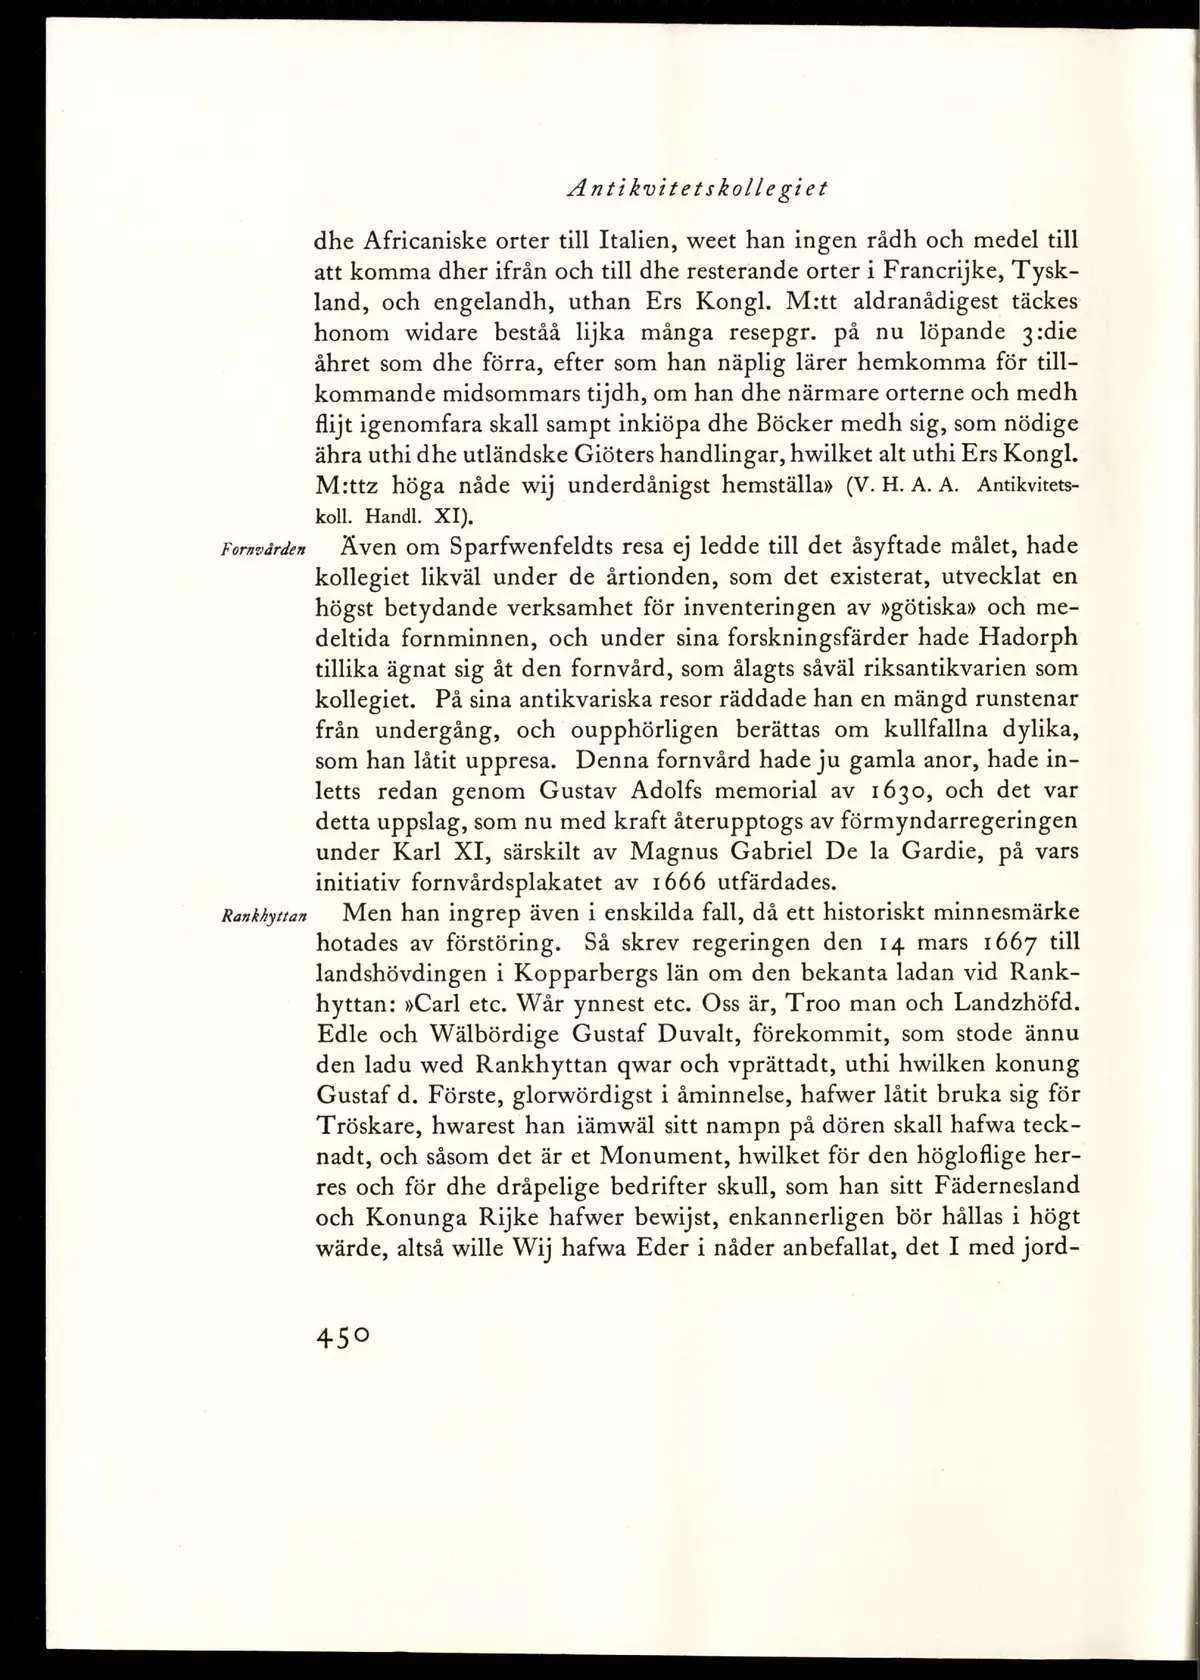 Antikvitetskollegiet
dhe Africaniske orter till Italien, weet han ingen rådh och medel till
att komma dher ifrån och till dhe resterande orter i Francrijke, Tysk-
land, och engelandh, uthan Ers Kongl. M:tt aldranådigest täckes
honom widare beståå lijka många resepgr. på nu löpande 3:die
åhret som dhe förra, efter som han näplig lärer hemkomma för till-
kommande midsommars tijdh, om han dhe närmare orterne och medh
flijt igenomfara skall sampt inkiöpa dhe Böcker medh sig, som nödige
ähra uthi dhe utländske Giöters handlingar, hwilket alt uthi Ers Kongl.
M:ttz höga nåde wij underdånigst hemställa» (V. H. A. A. Antikvitets-
koll. Handl. XI).
Fornvården Även om Sparfwenfeldts resa ej ledde till det åsyftade målet, hade
kollegiet likväl under de årtionden, som det existerat, utvecklat en
högst betydande verksamhet för inventeringen av »götiska» och me-
deltida fornminnen, och under sina forskningsfärder hade Hadorph
tillika ägnat sig åt den fornvård, som ålagts såväl riksantikvarien som
kollegiet. På sina antikvariska resor räddade han en mängd runstenar
från undergång, och oupphörligen berättas om kullfallna dylika,
som han låtit uppresa. Denna fornvård hade ju gamla anor, hade in-
letts redan genom Gustav Adolfs memorial av 1630, och det var
detta uppslag, som nu med kraft återupptogs av förmyndarregeringen
under Karl XI, särskilt av Magnus Gabriel De la Gardie, på vars
initiativ fornvårdsplakatet av 1666 utfärdades.
Rankhyttan Men han ingrep även i enskilda fall, då ett historiskt minnesmärke
hotades av förstöring. Så skrev regeringen den 14 mars 1667 till
landshövdingen i Kopparbergs län om den bekanta ladan vid Rank-
hyttan: »Carl etc. Wår ynnest etc. Oss är, Troo man och Landzhöfd.
Edle och Wälbördige Gustaf Duvalt, förekommit, som stode ännu
den ladu wed Rankhyttan qwar och vprättadt, uthi hwilken konung
Gustaf d. Förste, glorwördigst i åminnelse, hafwer låtit bruka sig för
Tröskare, hwarest han iämwäl sitt nampn på dören skall hafwa teck-
nadt, och såsom det är et Monument, hwilket för den högloflige her-
res och för dhe dråpelige bedrifter skull, som han sitt Fädernesland
och Konunga Rijke hafwer bewijst, enkannerligen bör hållas i högt
wärde, altså wille Wij hafwa Eder i nåder anbefallat, det I med jord-
450